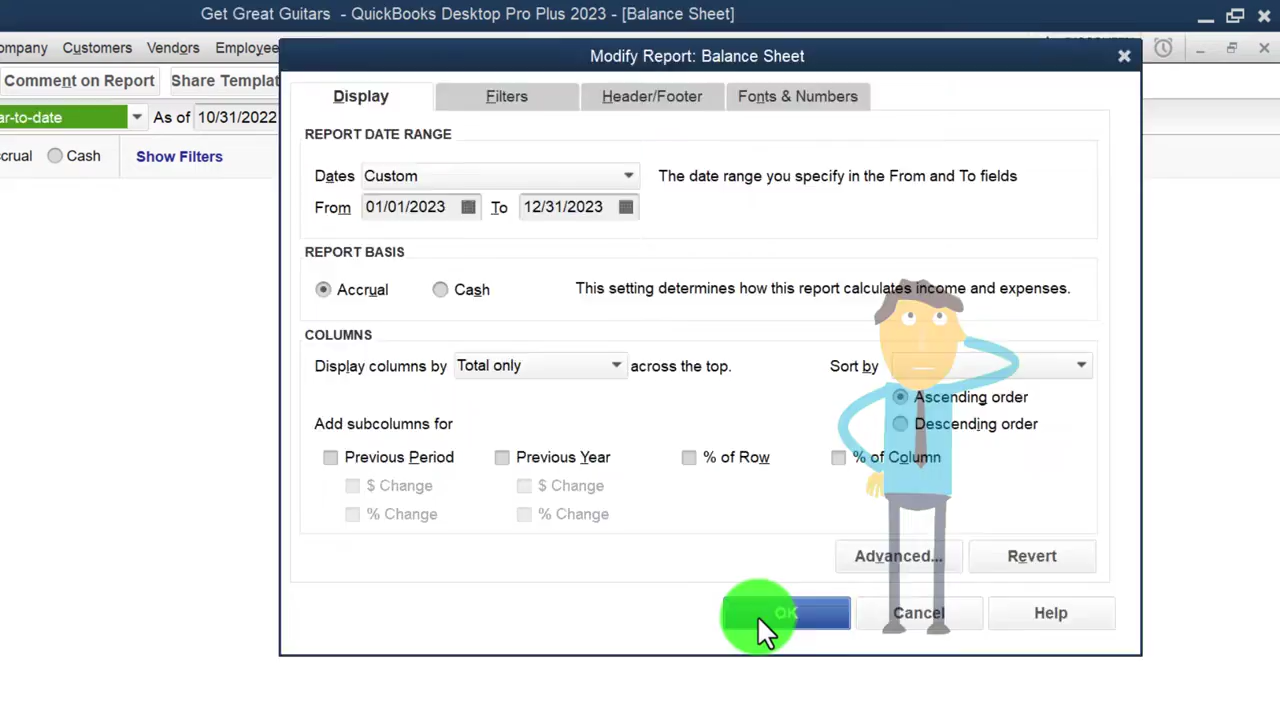 Get Great Guitars - QuickBooks Desktop Pro Plus 2023 - [Balance Sheet]
ompany Customers Vendors Employee
Comment on Report Share Templat
ar-to-date As of 10/31/2022
crual Cash Show Filters
Modify Report: Balance Sheet
Display Filters Header/Footer Fonts & Numbers
REPORT DATE RANGE
Dates Custom The date range you specify in the From and To fields
From 01/01/2023 To 12/31/2023
REPORT BASIS
Accrual Cash This setting determines how this report calculates income and expenses.
COLUMNS
Display columns by Total only across the top. Sort by
Ascending order
Add subcolumns for Descending order
Previous Period Previous Year % of Row % of Column
$ Change $ Change
% Change % Change
Advanced... Revert
OK Cancel Help